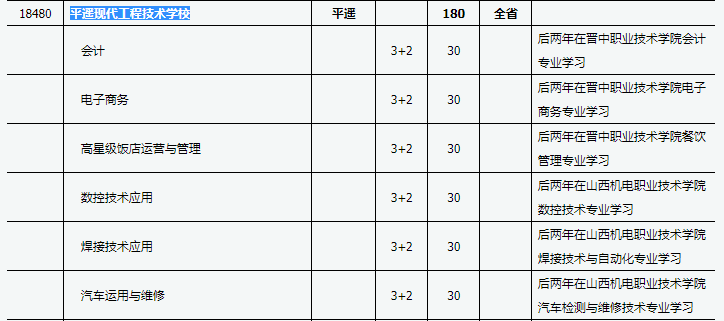 18480 平遥现代工程技术学校 平遥 180 全省
会计 3+2 30 后两年在晋中职业技术学院会计
专业学习
电子商务 3+2 30 后两年在晋中职业技术学院电子
商务专业学习
高星级饭店运营与管理 3+2 30 后两年在晋中职业技术学院餐饮
管理专业学习
数控技术应用 3+2 30 后两年在山西机电职业技术学院
数控技术专业学习
焊接技术应用 3+2 30 后两年在山西机电职业技术学院
焊接技术与自动化专业学习
汽车运用与维修 3+2 30 后两年在山西机电职业技术学院
汽车检测与维修技术专业学习